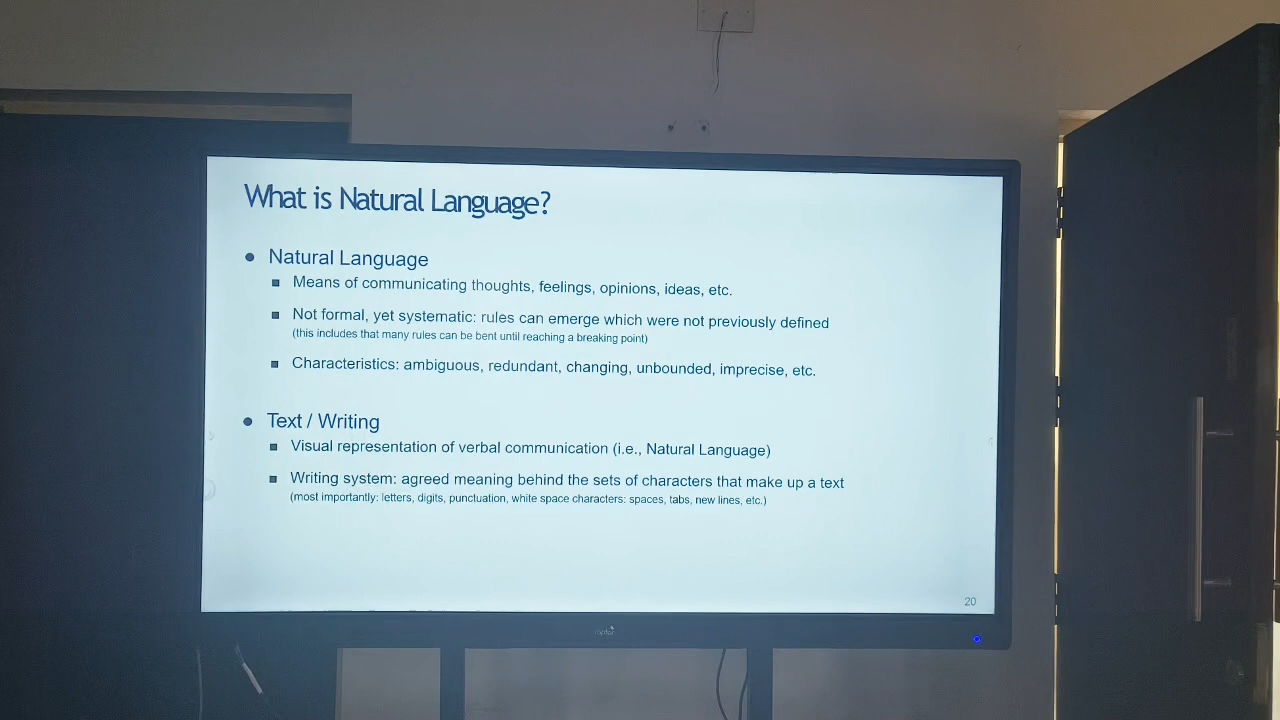 What is Natural Language?
Natural Language
Means of communicating thoughts, feelings, opinions, ideas, etc.
Not formal, yet systematic: rules can emerge which were not previously defined
(this includes that many rules can be bent until reaching a breaking point)
Characteristics: ambiguous, redundant, changing, unbounded, imprecise, etc.
Text / Writing
Visual representation of verbal communication (i.e., Natural Language)
Writing system: agreed meaning behind the sets of characters that make up a text
(most importantly: letters, digits, punctuation, white space characters: spaces, tabs, new lines, etc.)
20